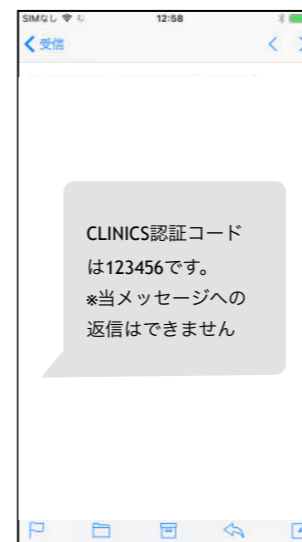 SIMなし 12:58
受信
CLINICS認証コード
は123456です。
※当メッセージへの
返信はできません